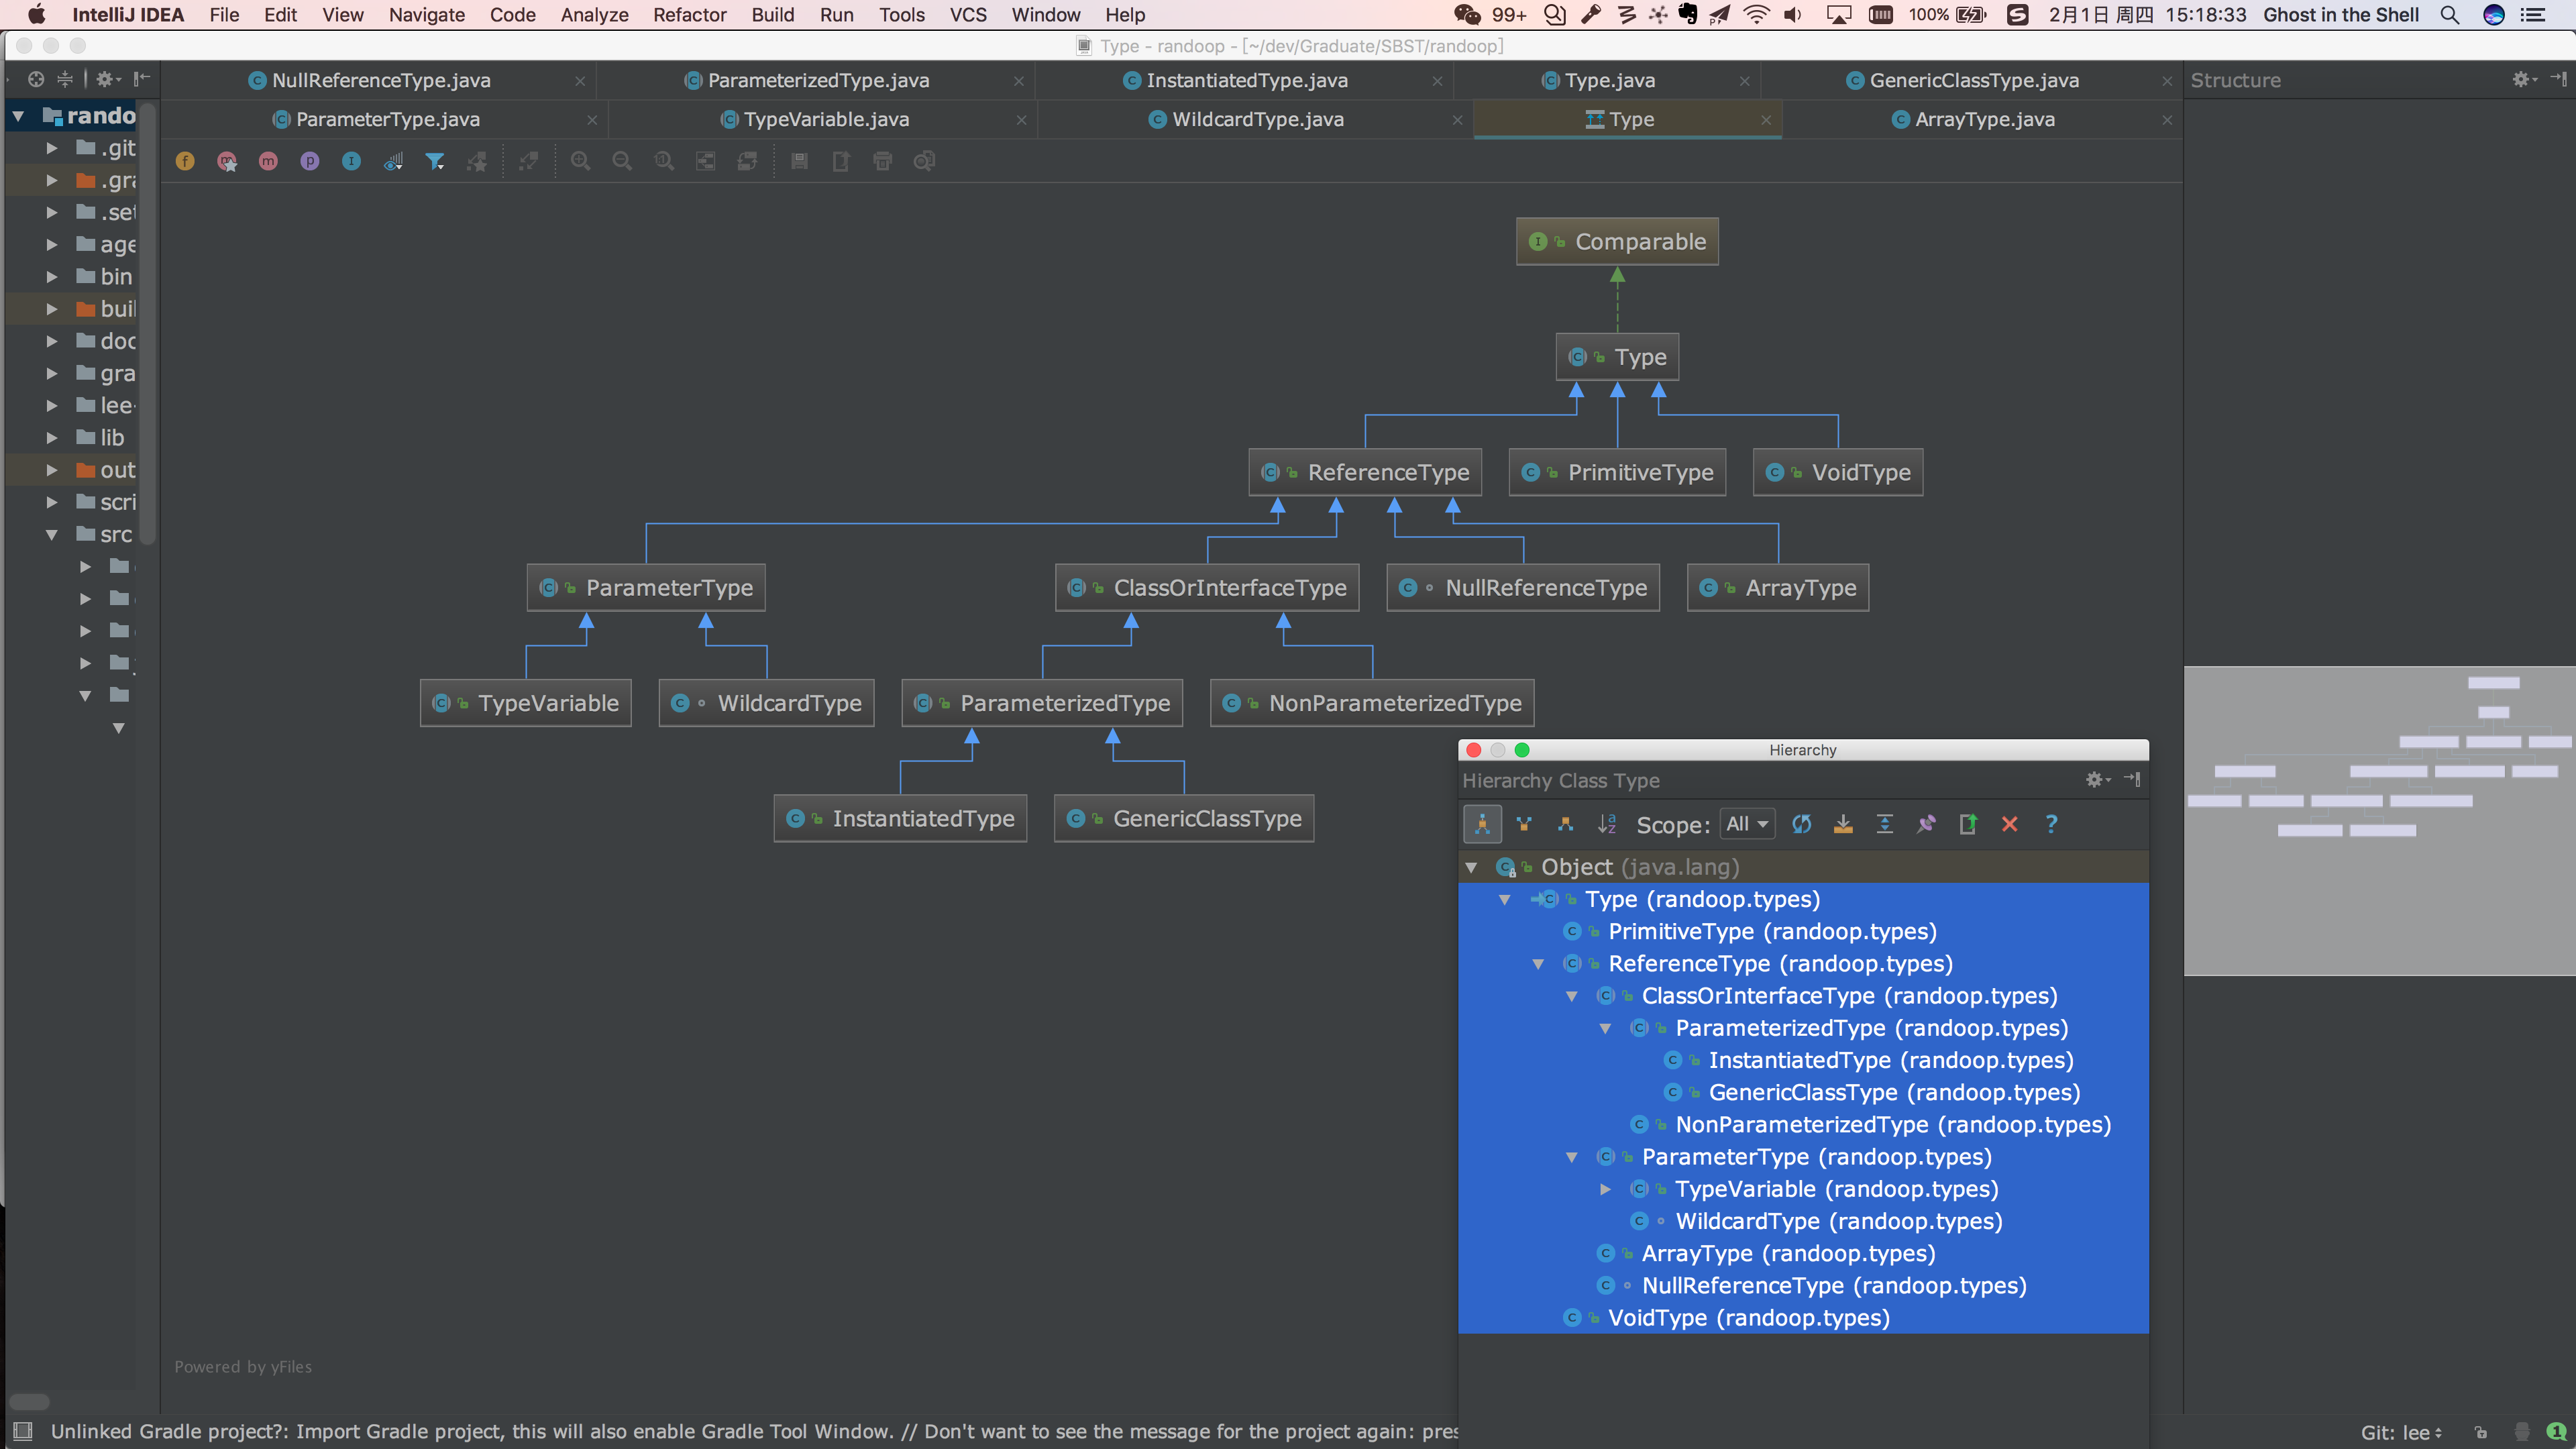 IntelliJ IDEA File Edit View Navigate Code Analyze Refactor Build Run Tools VCS Window Help 99+ 100% 2月1日 周四 15:18:33 Ghost in the Shell
Type - randoop - [~/dev/Graduate/SBST/randoop]
NullReferenceType.java ParameterizedType.java InstantiatedType.java Type.java GenericClassType.java Structure
ParameterType.java TypeVariable.java WildcardType.java Type ArrayType.java
rando
.git
.gra
.set
age
bin
buil
doc
gra
lee-
lib
out
scri
src
Comparable
Type
ReferenceType PrimitiveType VoidType
ParameterType ClassOrInterfaceType NullReferenceType ArrayType
TypeVariable WildcardType ParameterizedType NonParameterizedType
InstantiatedType GenericClassType
Hierarchy
Hierarchy Class Type
Scope: All
Object (java.lang)
Type (randoop.types)
PrimitiveType (randoop.types)
ReferenceType (randoop.types)
ClassOrInterfaceType (randoop.types)
ParameterizedType (randoop.types)
InstantiatedType (randoop.types)
GenericClassType (randoop.types)
NonParameterizedType (randoop.types)
ParameterType (randoop.types)
TypeVariable (randoop.types)
WildcardType (randoop.types)
ArrayType (randoop.types)
NullReferenceType (randoop.types)
VoidType (randoop.types)
Powered by yFiles
Unlinked Gradle project?: Import Gradle project, this will also enable Gradle Tool Window. // Don't want to see the message for the project again: pres
Git: lee 1